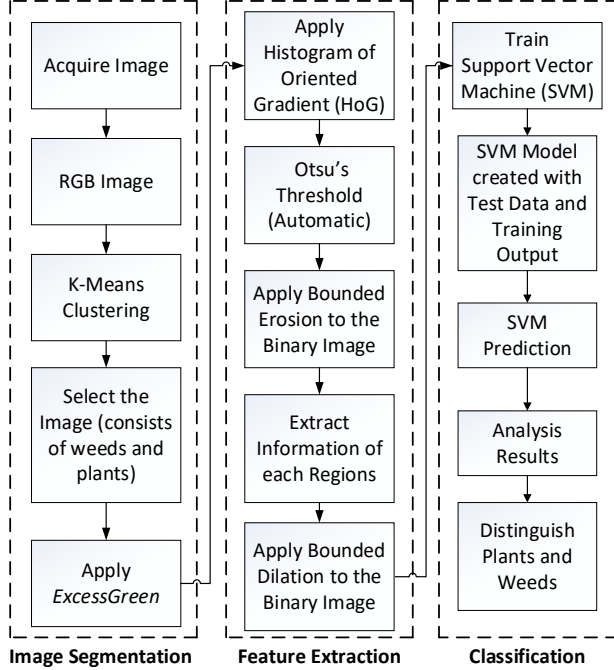 Acquire Image
RGB Image
K-Means
Clustering
Select the
Image (consists
of weeds and
plants)
Apply
ExcessGreen
Image Segmentation
Apply
Histogram of
Oriented
Gradient (HoG)
Otsu's
Threshold
(Automatic)
Apply Bounded
Erosion to the
Binary Image
Extract
Information of
each Regions
Apply Bounded
Dilation to the
Binary Image
Feature Extraction
Train
Support Vector
Machine (SVM)
SVM Model
created with
Test Data and
Training
Output
SVM
Prediction
Analysis
Results
Distinguish
Plants and
Weeds
Classification